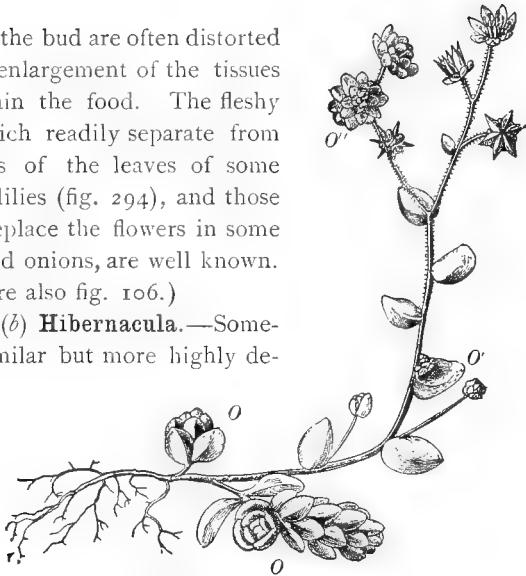 the bud are often distorted
enlargement of the tissues
ain the food. The fleshy
ich readily separate from
s of the leaves of some
lilies (fig. 294), and those
eplace the flowers in some
d onions, are well known.
re also fig. 106.)
(b) Hibernacula.—Some-
milar but more highly de-
O''
O'
O
O